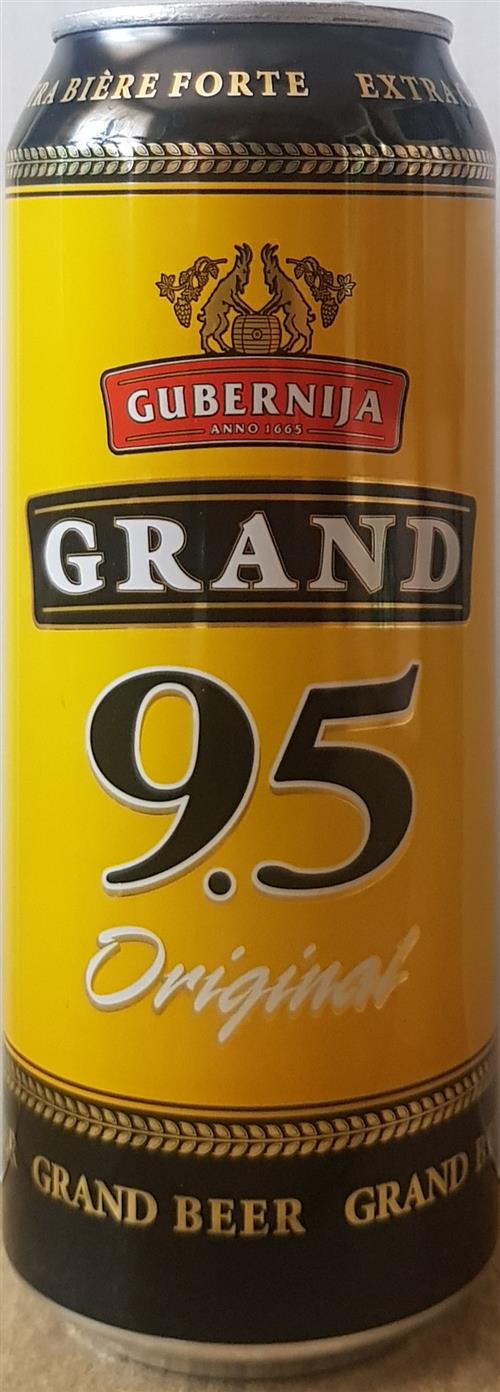 BIÈRE FORTE EXTRA
GUBERNIJA
ANNO 1665
GRAND
9.5
Original
GRAND BEER GRAND